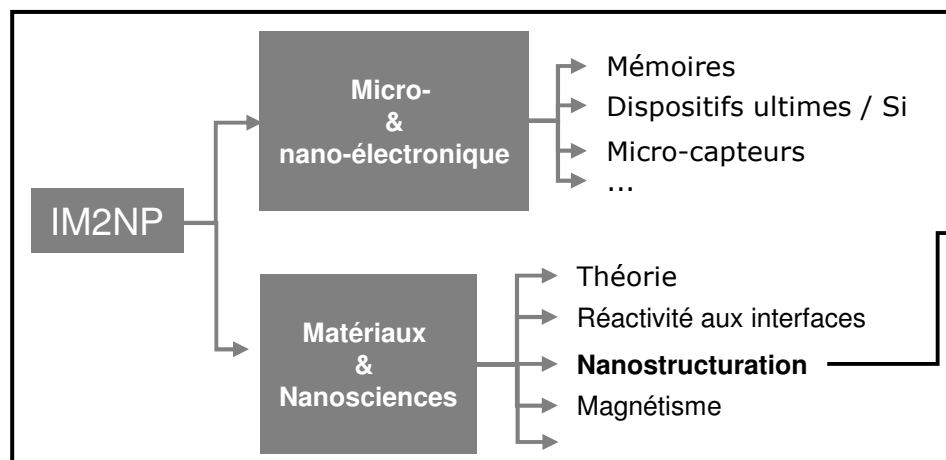 IM2NP
Micro-
&
nano-électronique
Mémoires
Dispositifs ultimes / Si
Micro-capteurs
...
Matériaux
&
Nanosciences
Théorie
Réactivité aux interfaces
Nanostructuration
Magnétisme